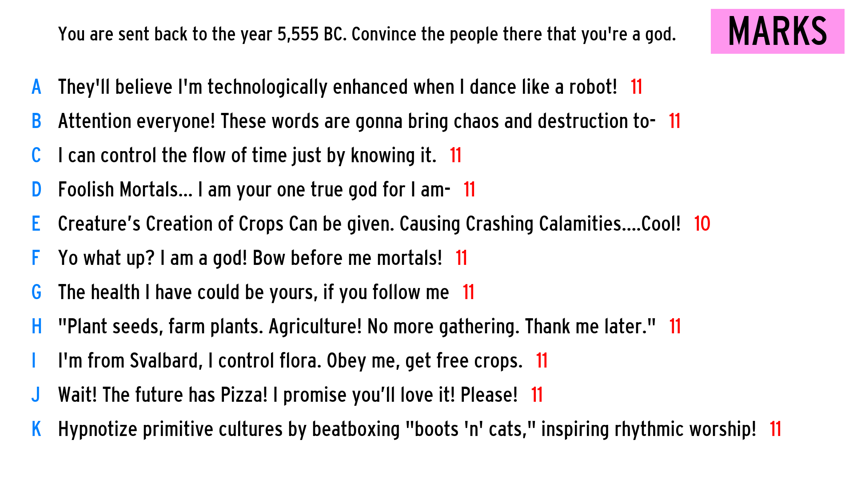 You are sent back to the year 5,555 BC. Convince the people there that you're a god.
MARKS
A They'll believe I'm technologically enhanced when I dance like a robot! 11
B Attention everyone! These words are gonna bring chaos and destruction to- 11
C I can control the flow of time just by knowing it. 11
D Foolish Mortals... I am your one true god for I am- 11
E Creature’s Creation of Crops Can be given. Causing Crashing Calamities....Cool! 10
F Yo what up? I am a god! Bow before me mortals! 11
G The health I have could be yours, if you follow me 11
H "Plant seeds, farm plants. Agriculture! No more gathering. Thank me later." 11
I I'm from Svalbard, I control flora. Obey me, get free crops. 11
J Wait! The future has Pizza! I promise you’ll love it! Please! 11
K Hypnotize primitive cultures by beatboxing "boots 'n' cats," inspiring rhythmic worship! 11